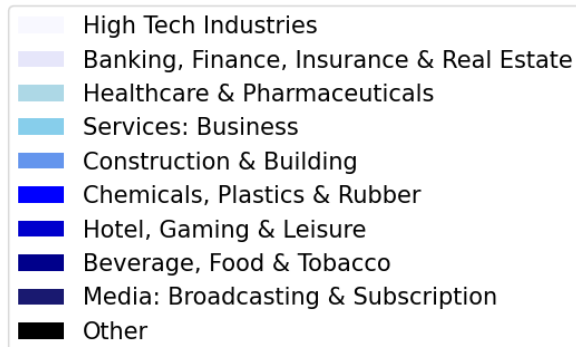 High Tech Industries
Banking, Finance, Insurance & Real Estate
Healthcare & Pharmaceuticals
Services: Business
Construction & Building
Chemicals, Plastics & Rubber
Hotel, Gaming & Leisure
Beverage, Food & Tobacco
Media: Broadcasting & Subscription
Other